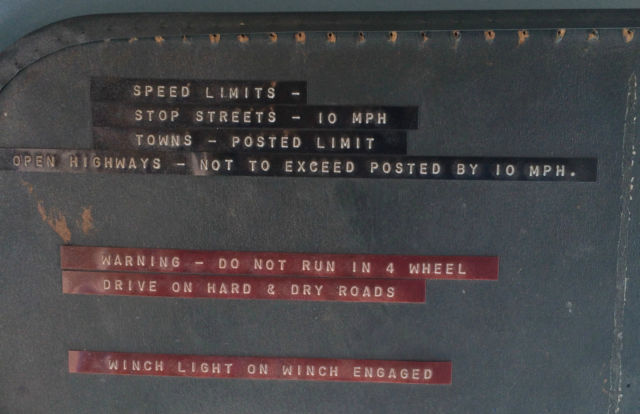 SPEED LIMITS -
STOP STREETS - 10 MPH
TOWNS - POSTED LIMIT
OPEN HIGHWAYS - NOT TO EXCEED POSTED BY 10 MPH.
WARNING - DO NOT RUN IN 4 WHEEL
DRIVE ON HARD & DRY ROADS
WINCH LIGHT ON WINCH ENGAGED